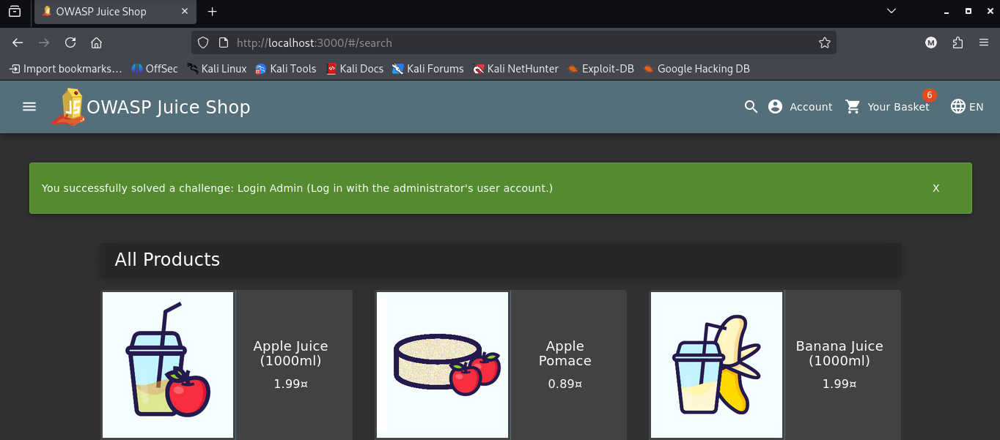 OWASP Juice Shop
http://localhost:3000/#/search
M
Import bookmarks... OffSec Kali Linux Kali Tools Kali Docs Kali Forums Kali NetHunter Exploit-DB Google Hacking DB
JS OWASP Juice Shop Account Your Basket 6 EN
You successfully solved a challenge: Login Admin (Log in with the administrator's user account.) X
All Products
Apple Juice
(1000ml)
1.99¤
Apple
Pomace
0.89¤
Banana Juice
(1000ml)
1.99¤